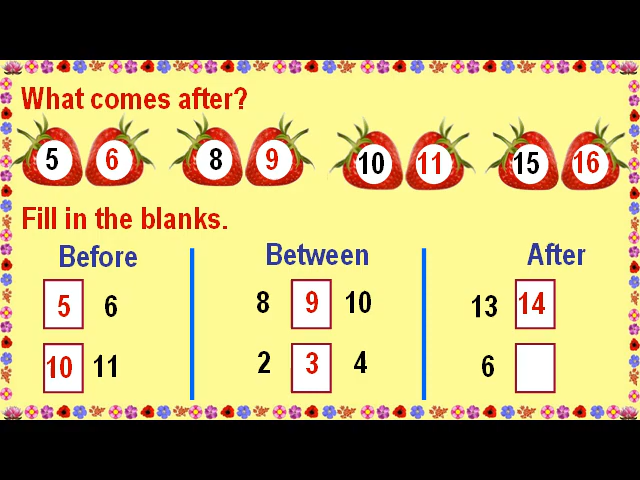 What comes after?
5 6 8 9 10 11 15 16
Fill in the blanks.
Before Between After
5 6 8 9 10 13 14
10 11 2 3 4 6